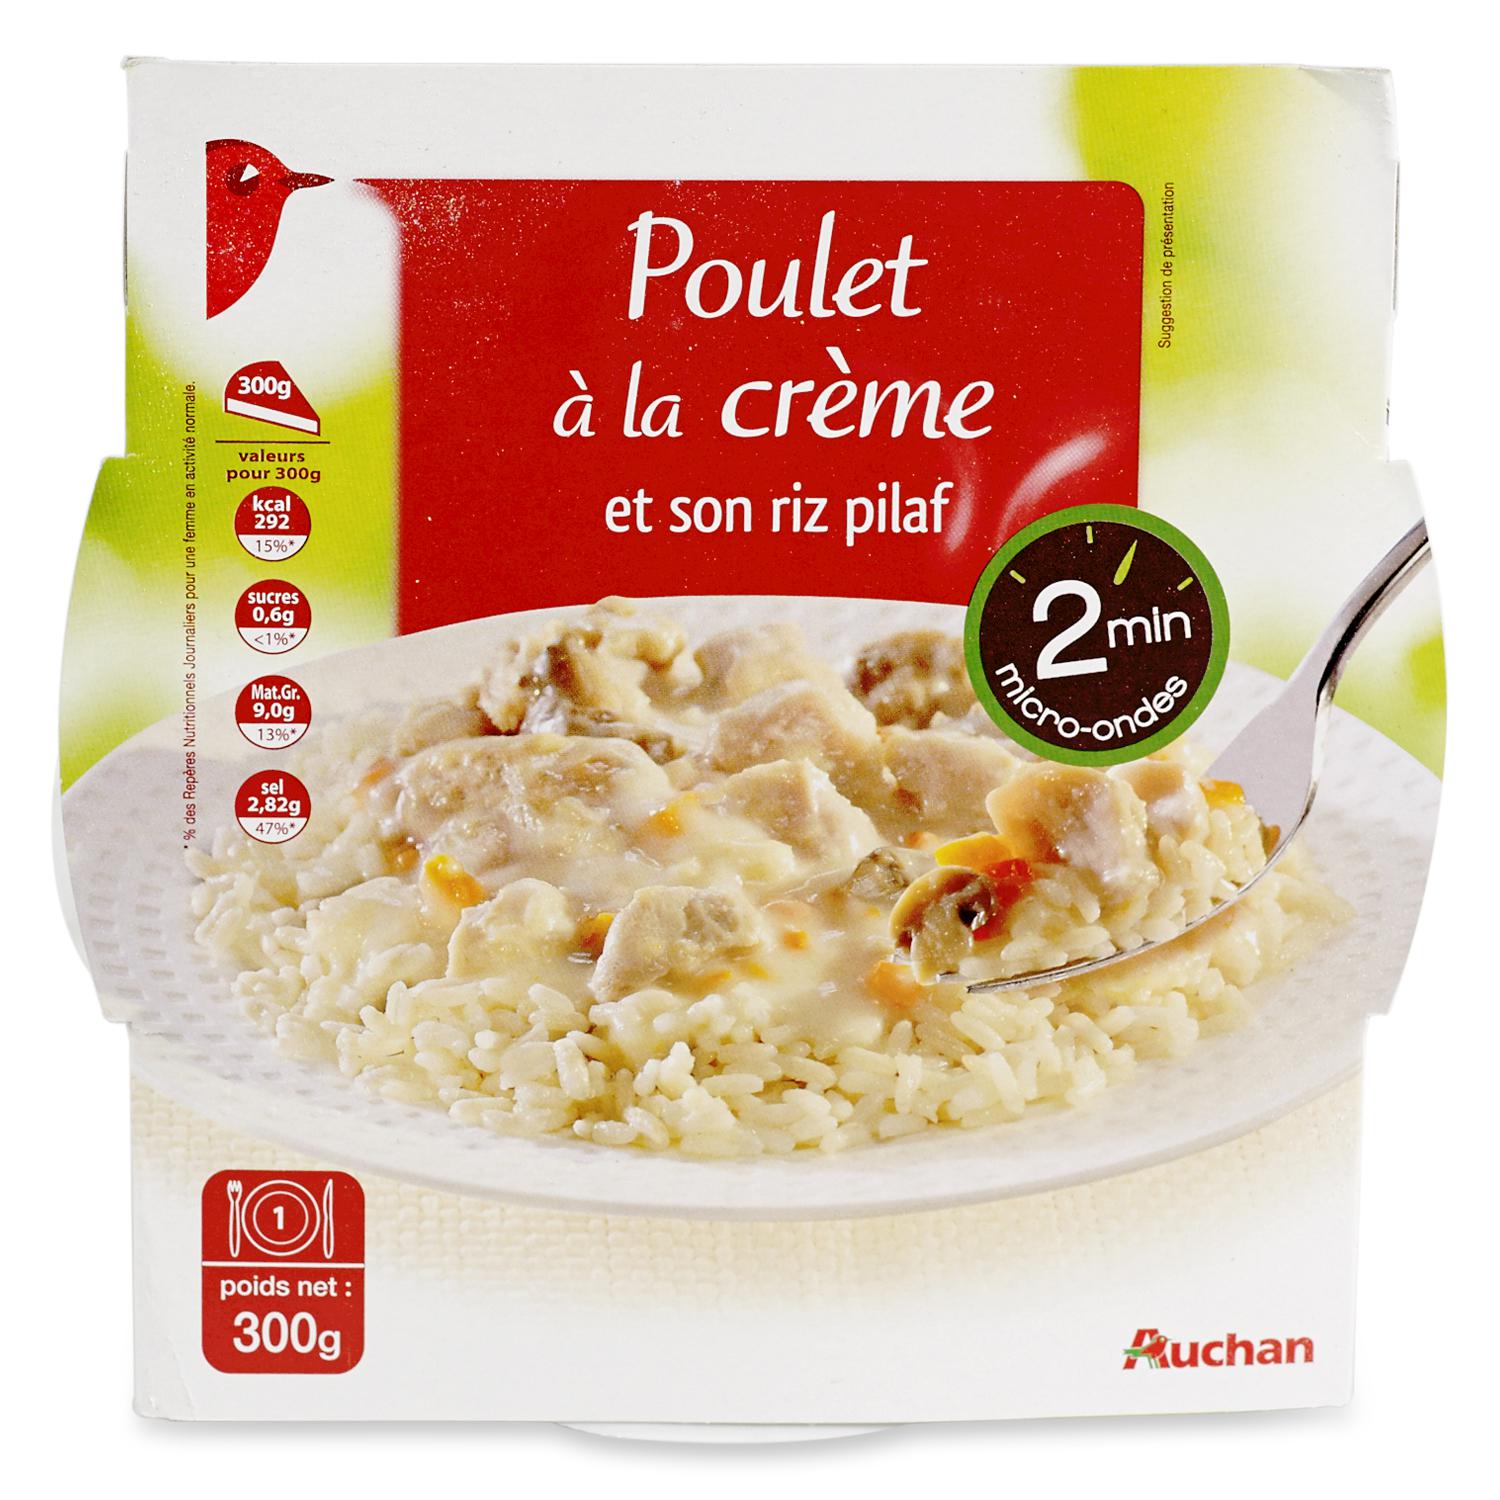 Poulet
à la crème
et son riz pilaf
Suggestion de présentation
2 min
micro-ondes
300g
valeurs
pour 300g
kcal
292
15%*
sucres
0,6g
<1%*
Mat.Gr.
9,0g
13%*
sel
2,82g
47%*
* % des Repères Nutritionnels Journaliers pour une femme en activité normale.
1
poids net :
300g
Auchan